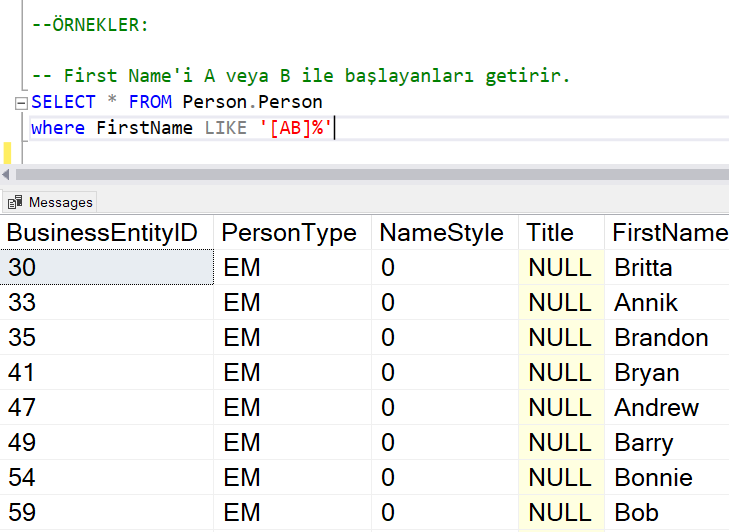 --ÖRNEKLER:
-- First Name'i A veya B ile başlayanları getirir.
SELECT * FROM Person.Person
where FirstName LIKE '[AB]%'
Messages
BusinessEntityID PersonType NameStyle Title FirstName
30 EM 0 NULL Britta
33 EM 0 NULL Annik
35 EM 0 NULL Brandon
41 EM 0 NULL Bryan
47 EM 0 NULL Andrew
49 EM 0 NULL Barry
54 EM 0 NULL Bonnie
59 EM 0 NULL Bob